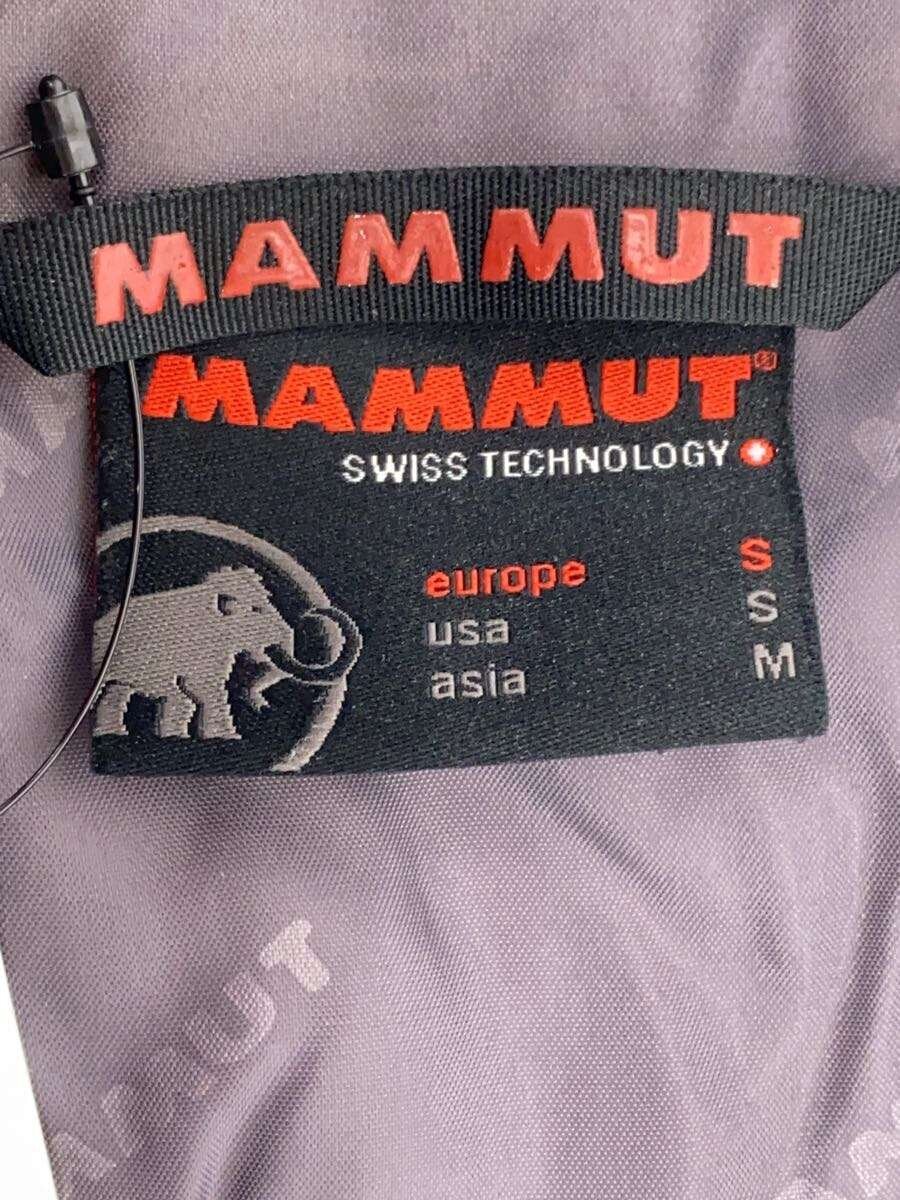 MAMMUT
MAMMUT®
SWISS TECHNOLOGY
europe S
usa S
asia M